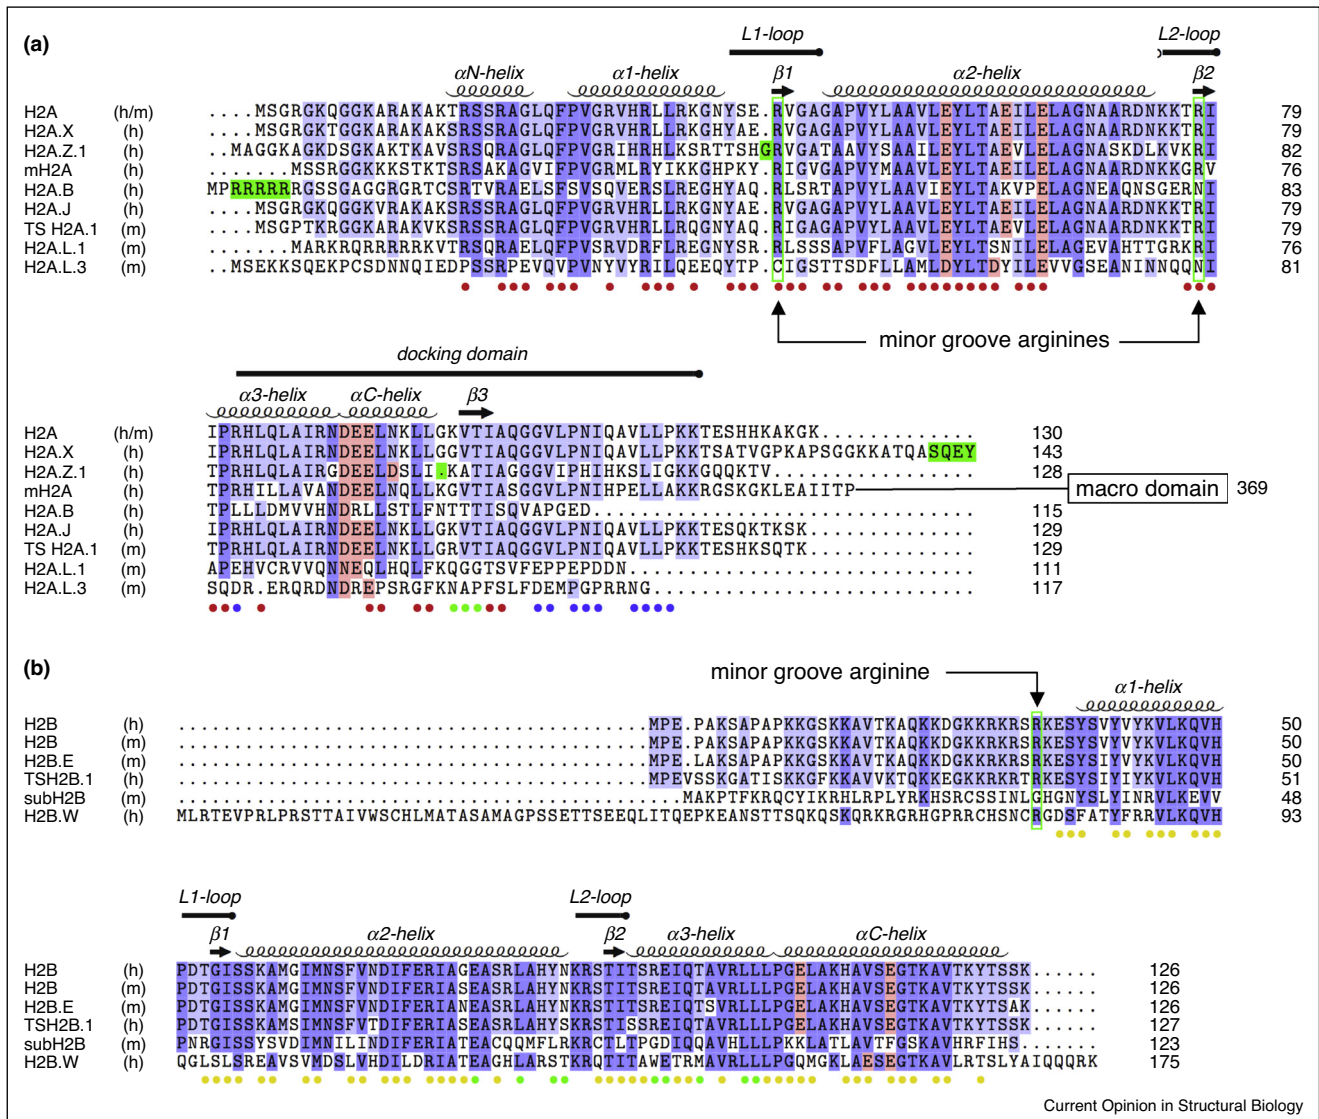 (a)
L1-loop L2-loop
αN-helix α1-helix β1 α2-helix β2
H2A (h/m) ....MSGRGKQGGKARAKAKTRSSRAGLQFPVGRVHRLLRKGNYSE.RVGAGAPVYLAAVLEYLTAEILELAGNAARDNKKTRI 79
H2A.X (h) ....MSGRGKTGGKARAKAKSRSSRAGLQFPVGRVHRLLRKGHYAE.RVGAGAPVYLAAVLEYLTAEILELAGNAARDNKKTRI 79
H2A.Z.1 (h) ..MAGGKAGKDSGKAKTKAVSRSQRAGLQFPVGRIHRHLKSRTTSHGRVGATAAVYSAAILEYLTAEVLELAGNASKDLKVKRI 82
mH2A (h) .......MSSRGGKKKSTKTSRSAKAGVIFPVGRMLRYIKKGHPKY.RIGVGAPVYMAAVLEYLTAEILELAGNAARDNKKGRV 76
H2A.B (h) MPRRRRRRGSSGAGGRGRTCSRTVRAELSFSVSQVERSLREGHYAQ.RLSRTAPVYLAAVIEYLTAKVPELAGNEAQNSGERNI 83
H2A.J (h) ....MSGRGKQGGKVRAKAKSRSSRAGLQFPVGRVHRLLRKGNYAE.RVGAGAPVYLAAVLEYLTAEILELAGNAARDNKKTRI 79
TS H2A.1 (m) ....MSGPTKRGGKARAKVKSRSSRAGLQFPVGRVHRLLRQGNYAQ.RIGAGAPVYLAAVLEYLTAEVLELAGNAARDNKKTRI 79
H2A.L.1 (m) .......MARKRQRRRRRKVTRSQRAELQFPVSRVDRFLREGNYSR.RLSSSAPVFLAGVLEYLTSNILELAGEVAHTTGRKRI 76
H2A.L.3 (m) ..MSEKKSQEKPCSDNNQIEDPSSRPEVQVPVNYVYRILQEEQYTP.CIGSTTSDFLLAMLDYLTDYILEVVGSEANINNQQNI 81
minor groove arginines
docking domain
α3-helix αC-helix β3
H2A (h/m) IPRHLQLAIRNDEELNKLLGKVTIAQGGVLPNIQAVLLPKKTESHHKAKGK............. 130
H2A.X (h) IPRHLQLAIRNDEELNKLLGGVTIAQGGVLPNIQAVLLPKKTSATVGPKAPSGGKKATQASQEY 143
H2A.Z.1 (h) TPRHLQLAIRGDEELDSLI.KATIAGGGVIPHIHKSLIGKKGQQKTV................. 128
mH2A (h) TPRHILLAVANDEELNQLLKGVTIASGGVLPNIHPELLAKKRGSKGKLEAIITP macro domain 369
H2A.B (h) TPLLLDMVVHNDRLLSTLFNTTTISQVAPGED................................ 115
H2A.J (h) IPRHLQLAIRNDEELNKLLGKVTIAQGGVLPNIQAVLLPKKTESQKTKSK.............. 129
TS H2A.1 (m) TPRHLQLAIRNDEELNKLLGRVTIAQGGVLPNIQAVLLPKKTESHKSQTK.............. 129
H2A.L.1 (m) APEHVCRVVQNNEQLHQLFKQGGTSVFEPPEPDDN............................. 111
H2A.L.3 (m) SQDR.ERQRDNDREPSRGFKNAPFSLFDEMPGPRRNG........................... 117
(b)
minor groove arginine
α1-helix
H2B (h) ..........................................MPE.PAKSAPAPKKGSKKAVTKAQKKDGKKRKRSRKESYSVYVYKVLKQVH 50
H2B (m) ..........................................MPE.PAKSAPAPKKGSKKAVTKAQKKDGKKRKRSRKESYSVYVYKVLKQVH 50
H2B.E (m) ..........................................MPE.LAKSAPAPKKGSKKAVTKAQKKDGKKRKRSRKESYSIYVYKVLKQVH 50
TSH2B.1 (h) ..........................................MPEVSSKGATISKKGFKKAVVKTQKKEGKKRKRTRKESYSIYIYKVLKQVH 51
subH2B (m) .............................................MAKPTFKRQCYIKRHLRPLYRKHSRCSSINLGHGNYSLYINRVLKEVV 48
H2B.W (h) MLRTEVPRLPRSTTAIVWSCHLMATASAMAGPSSETTSEEQLITQEPKEANSTTSQKQSKQRKRGRHGPRRCHSNCRGDSFATYFRRVLKQVH 93
L1-loop L2-loop
β1 α2-helix β2 α3-helix αC-helix
H2B (h) PDTGISSKAMGIMNSFVNDIFERIAGEASRLAHYNKRSTITSREIQTAVRLLLPGELAKHAVSEGTKAVTKYTSSK...... 126
H2B (m) PDTGISSKAMGIMNSFVNDIFERIASEASRLAHYNKRSTITSREIQTAVRLLLPGELAKHAVSEGTKAVTKYTSSK...... 126
H2B.E (m) PDTGISSKAMGIMNSFVNDIFERIANEASRLAHYNKRSTITSREIQTSVRLLLPGELAKHAVSEGTKAVTKYTSAK...... 126
TSH2B.1 (h) PDTGISSKAMSIMNSFVTDIFERIASEASRLAHYSKRSTISSREIQTAVRLLLPGELAKHAVSEGTKAVTKYTSSK...... 127
subH2B (m) PNRGISSYSVDIMNILINDIFERIATEACQQMFLRKRCTLTPGDIQQAVHLLLPKKLATLAVTFGSKAVHRFIHS....... 123
H2B.W (h) QGLSLSREAVSVMDSLVHDILDRIATEAGHLARSTKRQTITAWETRMAVRLLLPGQMGKLAESEGTKAVLRTSLYAIQQQRK 175
Current Opinion in Structural Biology